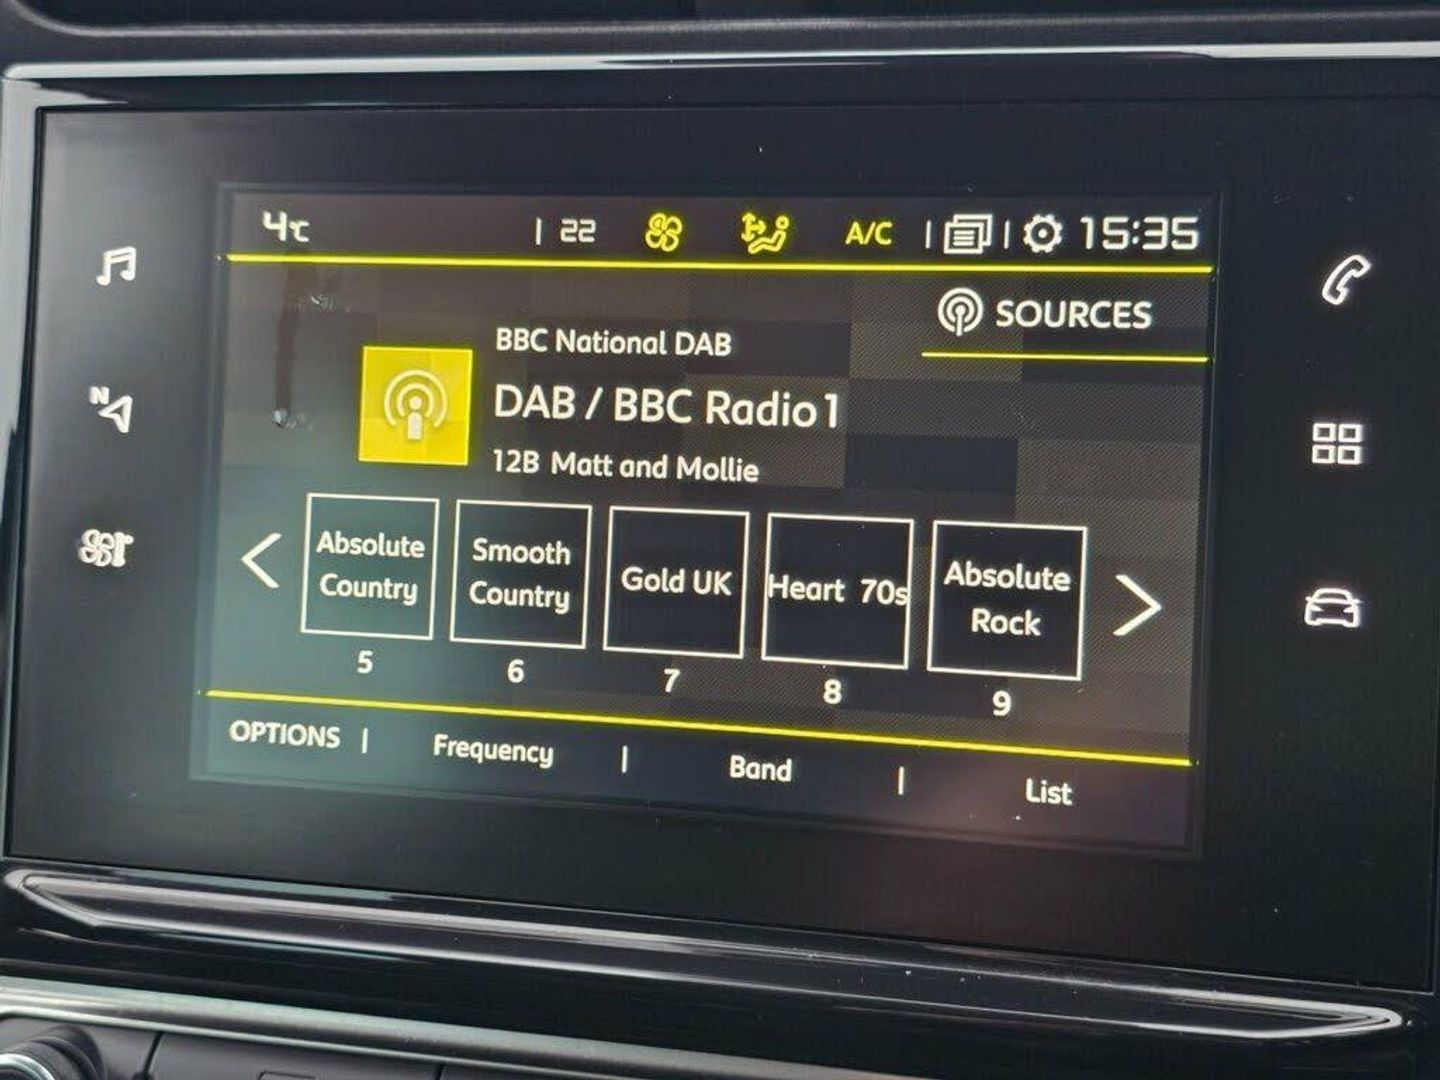 4°C | 22 A/C | | 15:35
SOURCES
BBC National DAB
DAB / BBC Radio 1
12B Matt and Mollie
N
Absolute Country
Smooth Country
Gold UK
Heart 70s
Absolute Rock
5 6 7 8 9
OPTIONS | Frequency | Band | List